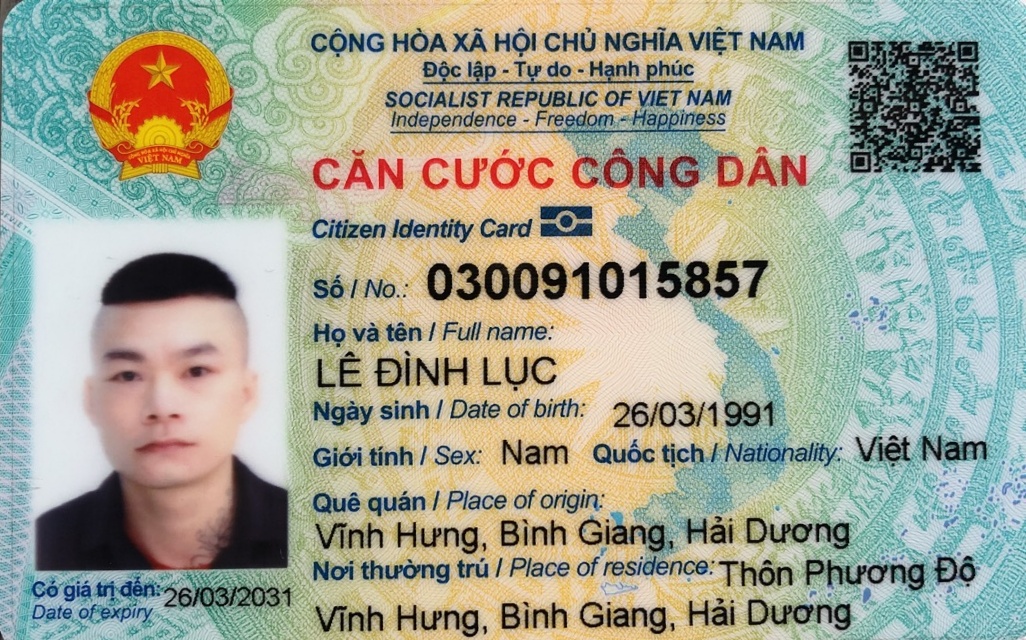 CỘNG HÒA XÃ HỘI CHỦ NGHĨA VIỆT NAM
Độc lập - Tự do - Hạnh phúc
SOCIALIST REPUBLIC OF VIET NAM
Independence - Freedom - Happiness
VIỆT NAM
CĂN CƯỚC CÔNG DÂN
Citizen Identity Card
Số / No.: 030091015857
Họ và tên / Full name:
LÊ ĐÌNH LỤC
Ngày sinh / Date of birth: 26/03/1991
Giới tính / Sex: Nam Quốc tịch / Nationality: Việt Nam
Quê quán / Place of origin:
Vĩnh Hưng, Bình Giang, Hải Dương
Nơi thường trú / Place of residence: Thôn Phương Độ
Vĩnh Hưng, Bình Giang, Hải Dương
Có giá trị đến: 26/03/2031
Date of expiry